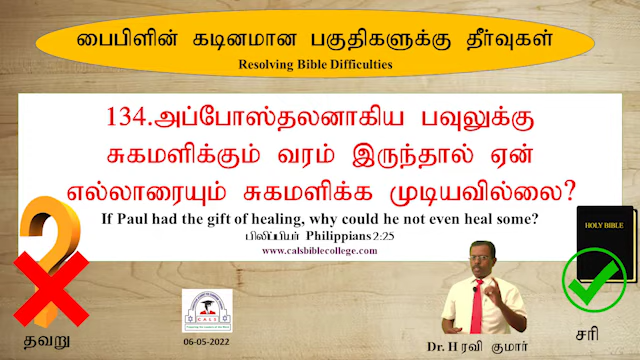 பைபிளின் கடினமான பகுதிகளுக்கு தீர்வுகள்
Resolving Bible Difficulties
134.அப்போஸ்தலனாகிய பவுலுக்கு
சுகமளிக்கும் வரம் இருந்தால் ஏன்
எல்லாரையும் சுகமளிக்க முடியவில்லை?
If Paul had the gift of healing, why could he not even heal some?
பிலிப்பியர் Philippians 2:25
www.calsbiblecollege.com
HOLY BIBLE
தவறு
CALS
06-05-2022
Dr. H ரவி குமார்
சரி